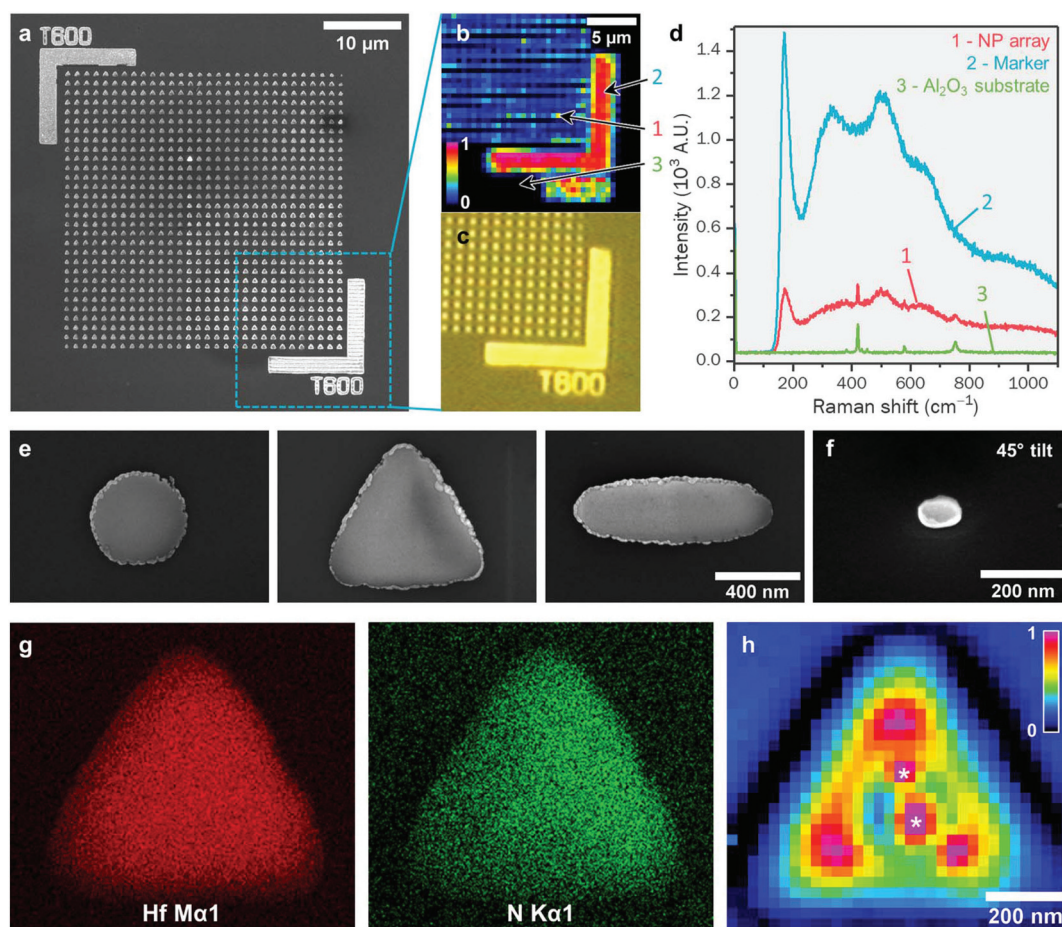 a
T600
10 µm
T600
b
5 µm
2
1
3
1
0
c
T600
d
1 - NP array
2 - Marker
3 - Al₂O₃ substrate
Intensity (10³ A.U.)
1.4
1.2
1.0
0.8
0.6
0.4
0.2
0.0
2
1
3
0
200
400
600
800
1000
Raman shift (cm⁻¹)
e
400 nm
f
45° tilt
200 nm
g
Hf Mα1
N Kα1
h
1
0
*
*
200 nm